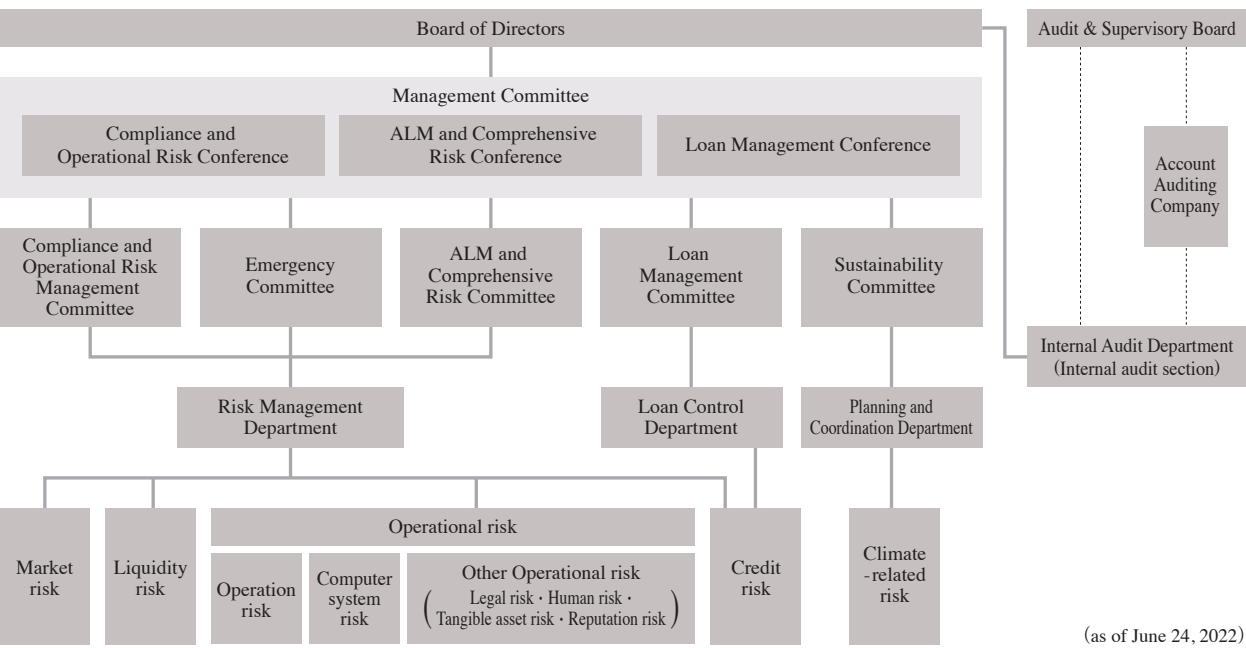 Board of Directors
Audit & Supervisory Board
Management Committee
Compliance and
Operational Risk Conference
ALM and Comprehensive
Risk Conference
Loan Management Conference
Account
Auditing
Company
Compliance and
Operational Risk
Management
Committee
Emergency
Committee
ALM and
Comprehensive
Risk Committee
Loan
Management
Committee
Sustainability
Committee
Internal Audit Department
(Internal audit section)
Risk Management
Department
Loan Control
Department
Planning and
Coordination Department
Market
risk
Liquidity
risk
Operational risk
Operation
risk
Computer
system
risk
Other Operational risk
(Legal risk・Human risk・
Tangible asset risk・Reputation risk)
Credit
risk
Climate
-related
risk
(as of June 24, 2022)